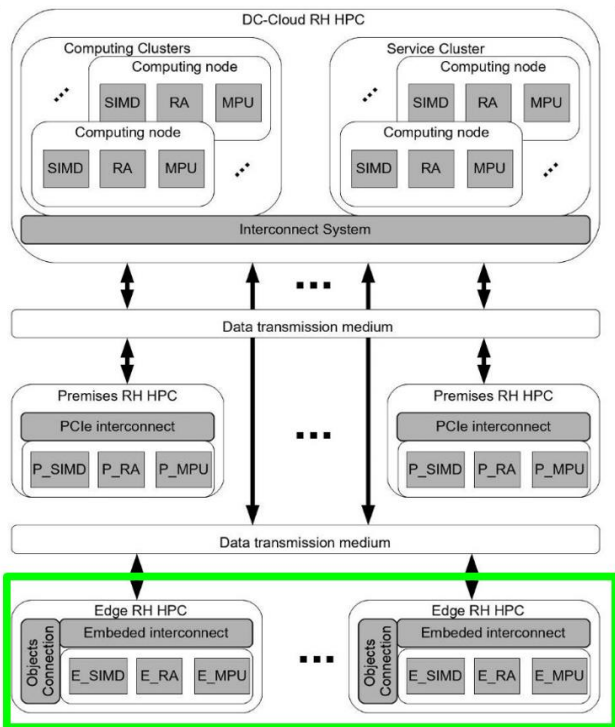 DC-Cloud RH HPC
Computing Clusters
Service Cluster
Computing node
Computing node
SIMD RA MPU
SIMD RA MPU
Computing node
Computing node
SIMD RA MPU
SIMD RA MPU
Interconnect System
Data transmission medium
Premises RH HPC
Premises RH HPC
PCIe interconnect
PCIe interconnect
P_SIMD P_RA P_MPU
P_SIMD P_RA P_MPU
Data transmission medium
Edge RH HPC
Edge RH HPC
Objects Connection
Embeded interconnect
Objects Connection
Embeded interconnect
E_SIMD E_RA E_MPU
E_SIMD E_RA E_MPU